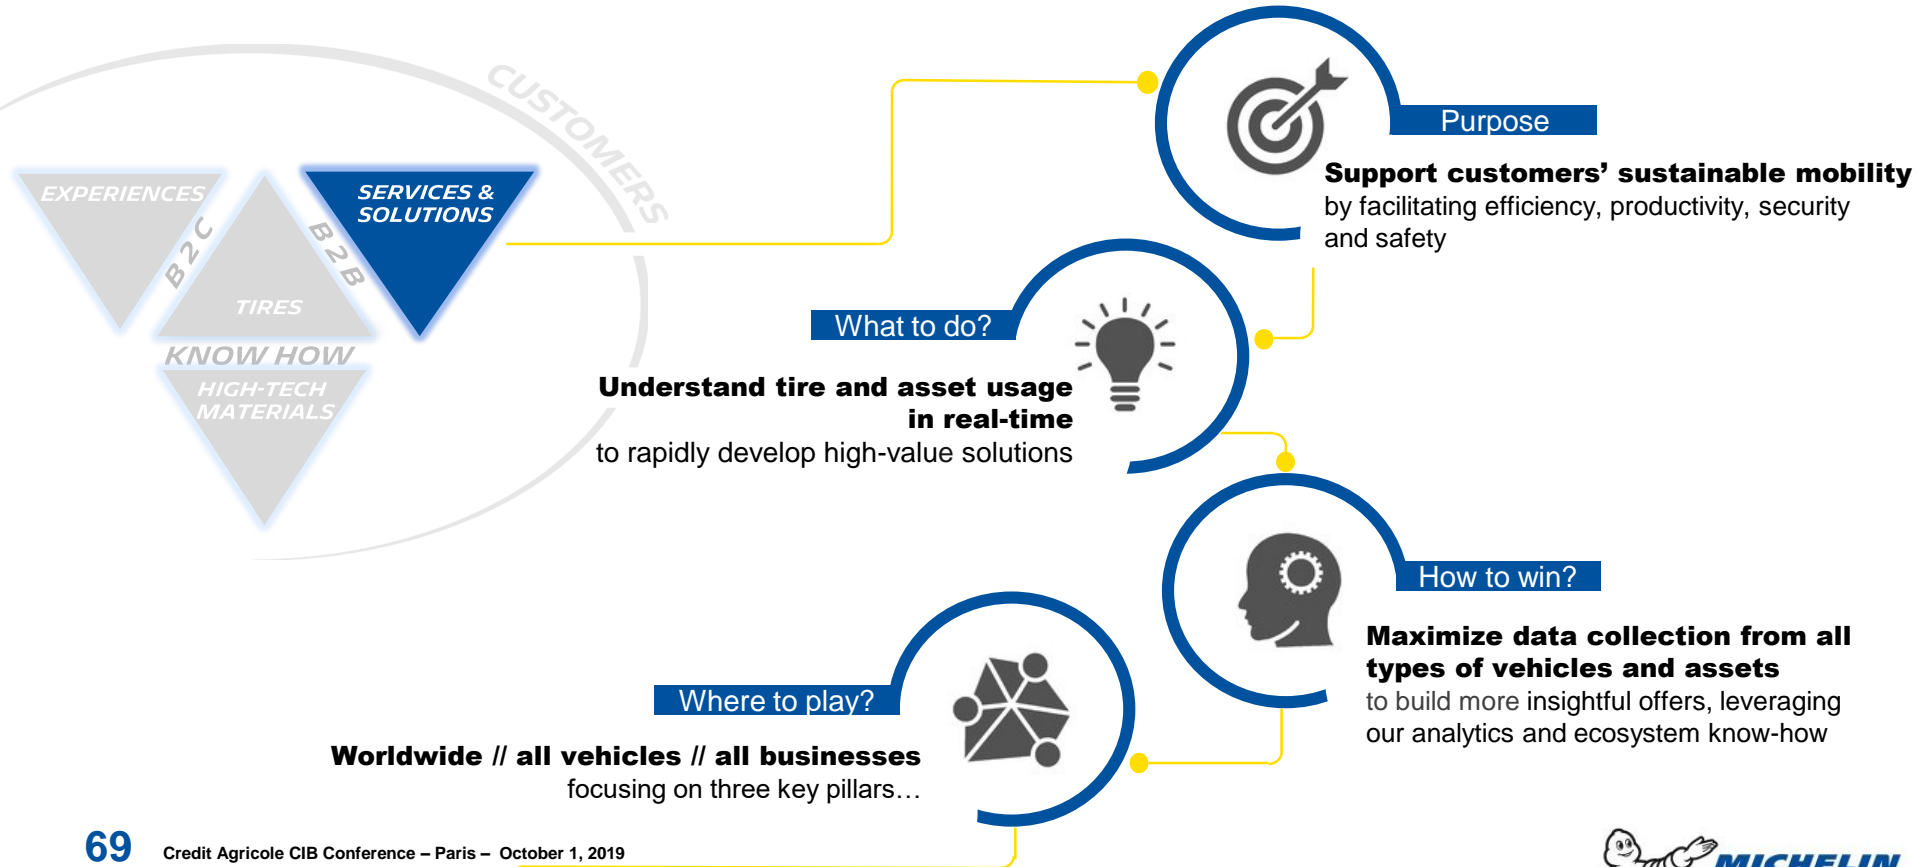 CUSTOMERS
EXPERIENCES
B2C
TIRES
B2B
SERVICES &
SOLUTIONS
KNOW HOW
HIGH-TECH
MATERIALS
Purpose
Support customers’ sustainable mobility
by facilitating efficiency, productivity, security
and safety
What to do?
Understand tire and asset usage
in real-time
to rapidly develop high-value solutions
How to win?
Maximize data collection from all
types of vehicles and assets
to build more insightful offers, leveraging
our analytics and ecosystem know-how
Where to play?
Worldwide // all vehicles // all businesses
focusing on three key pillars…
69 Credit Agricole CIB Conference – Paris – October 1, 2019
MICHELIN